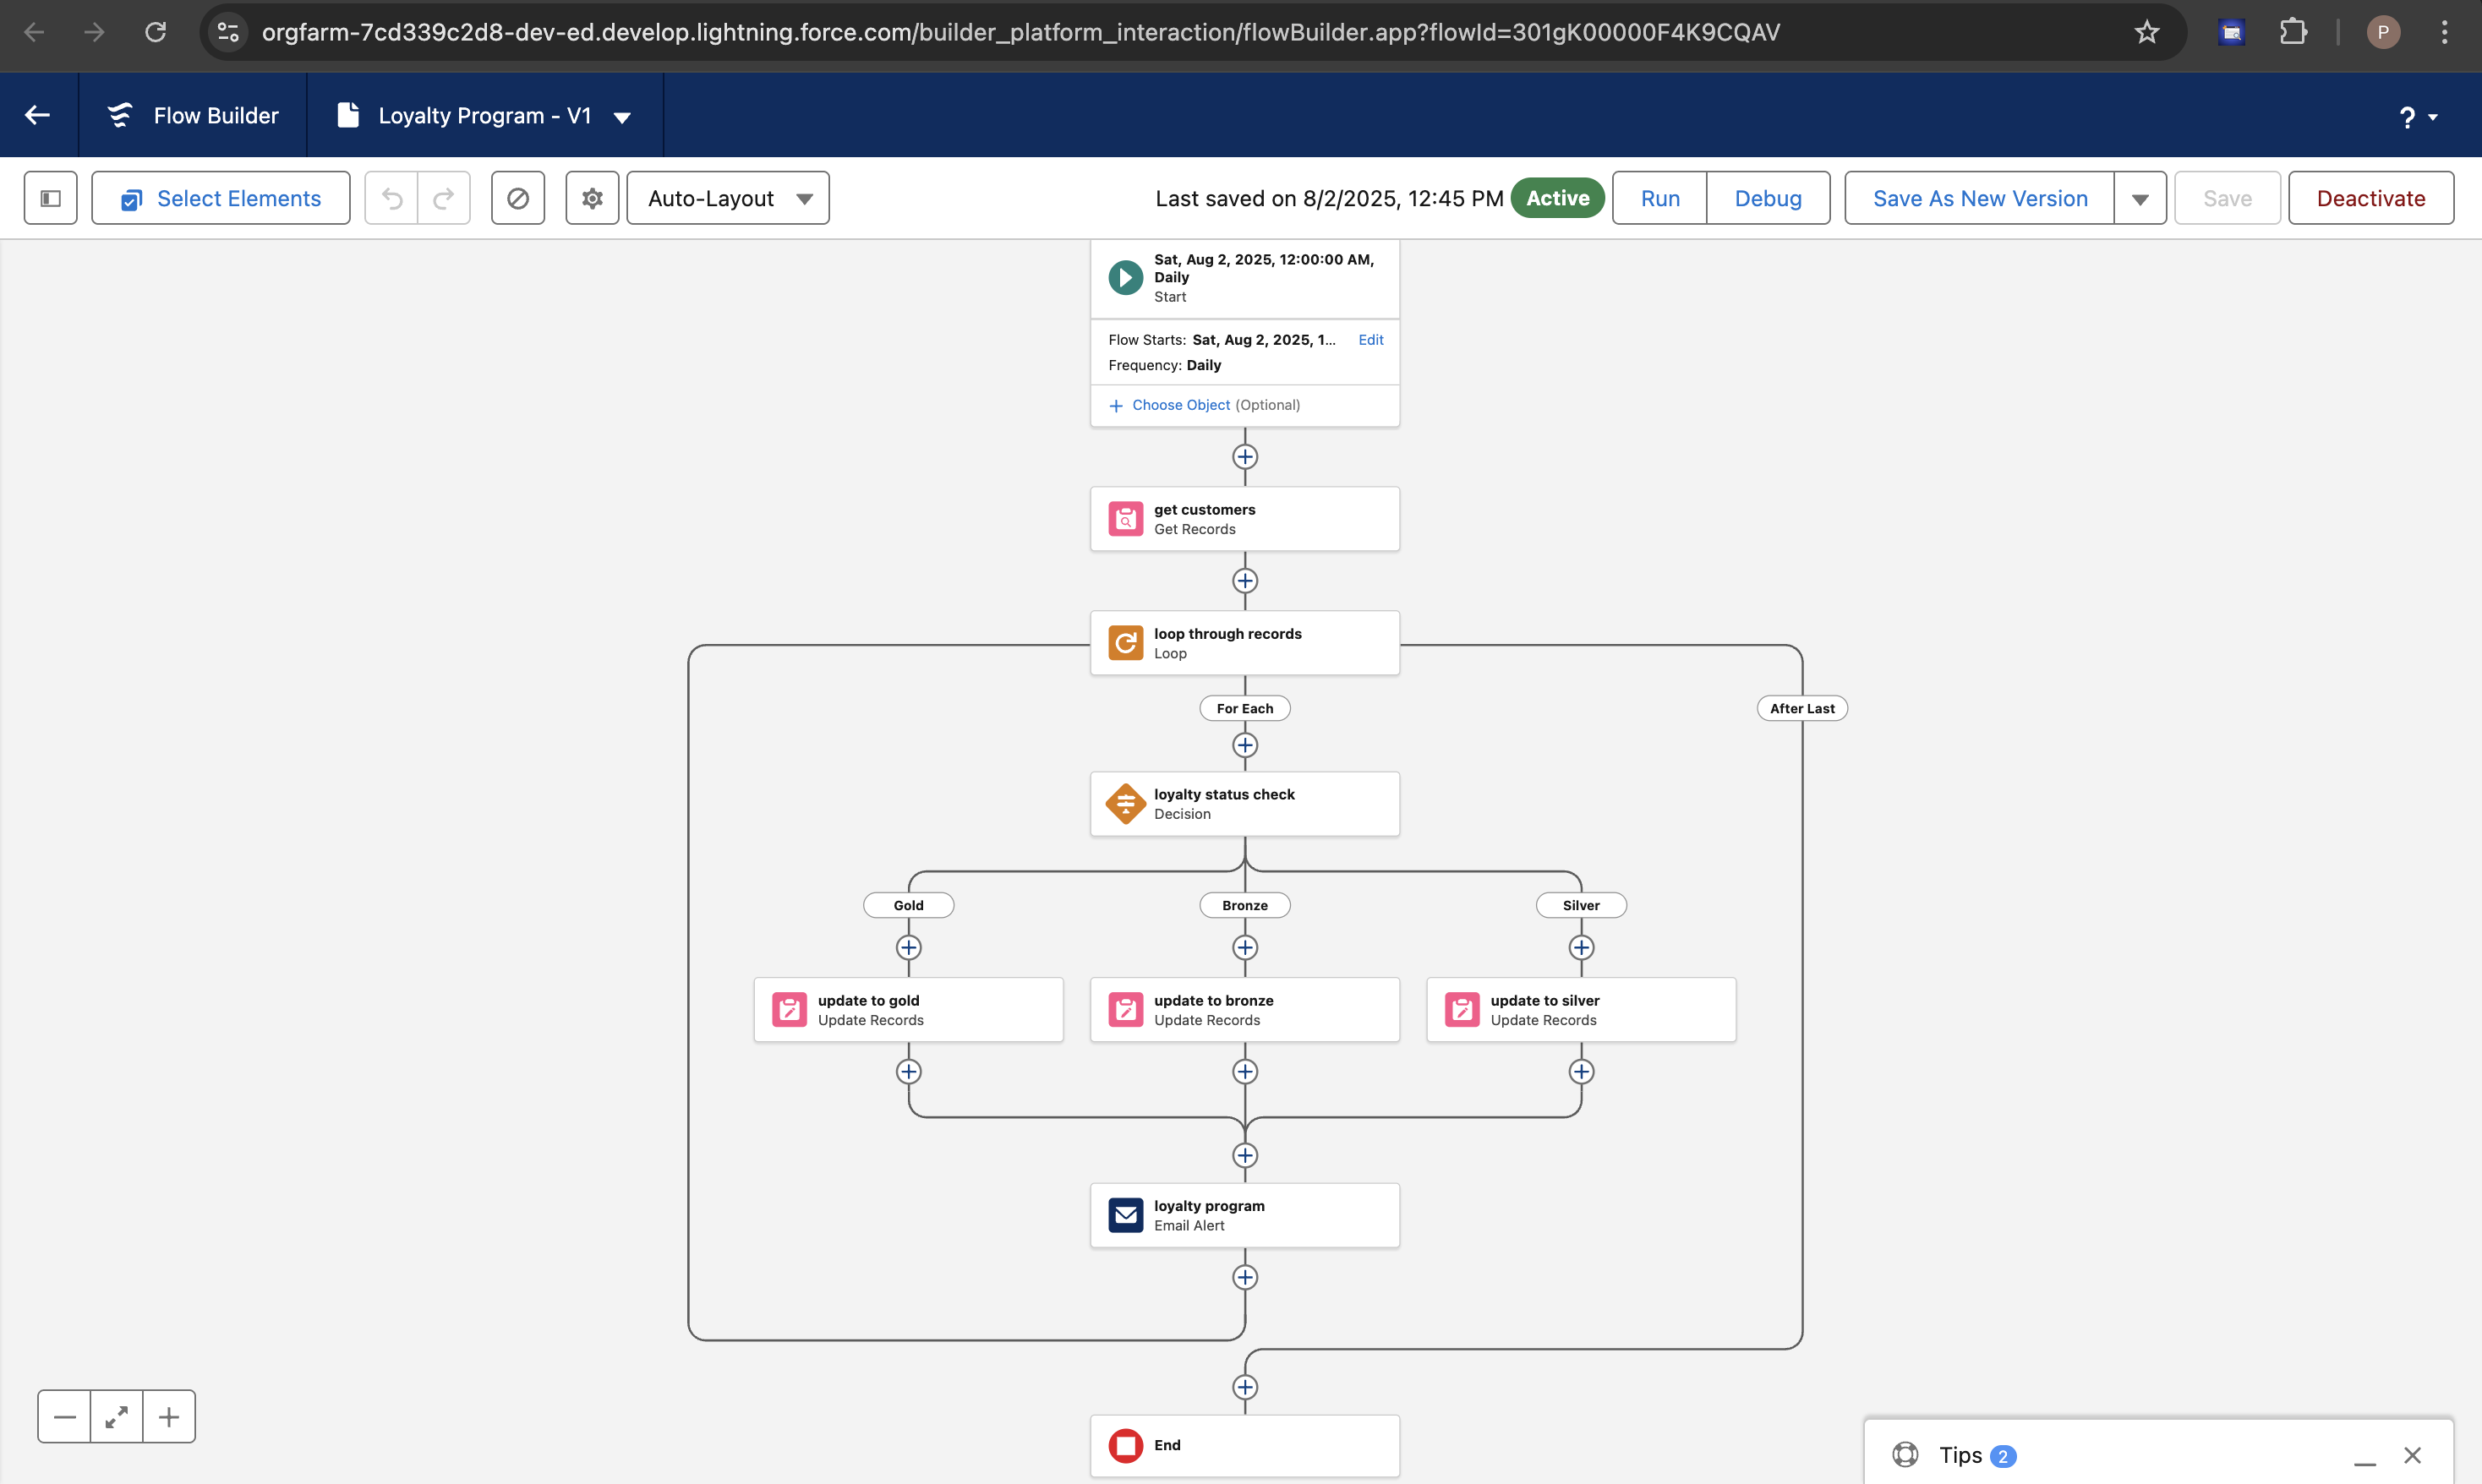 orgfarm-7cd339c2d8-dev-ed.develop.lightning.force.com/builder_platform_interaction/flowBuilder.app?flowId=301gK00000F4K9CQAV
P
Flow Builder
Loyalty Program - V1
?
Select Elements
Auto-Layout
Last saved on 8/2/2025, 12:45 PM
Active
Run
Debug
Save As New Version
Save
Deactivate
Sat, Aug 2, 2025, 12:00:00 AM,
Daily
Start
Flow Starts: Sat, Aug 2, 2025, 1... Edit
Frequency: Daily
Choose Object (Optional)
get customers
Get Records
loop through records
Loop
For Each
After Last
loyalty status check
Decision
Gold
Bronze
Silver
update to gold
Update Records
update to bronze
Update Records
update to silver
Update Records
loyalty program
Email Alert
End
Tips 2